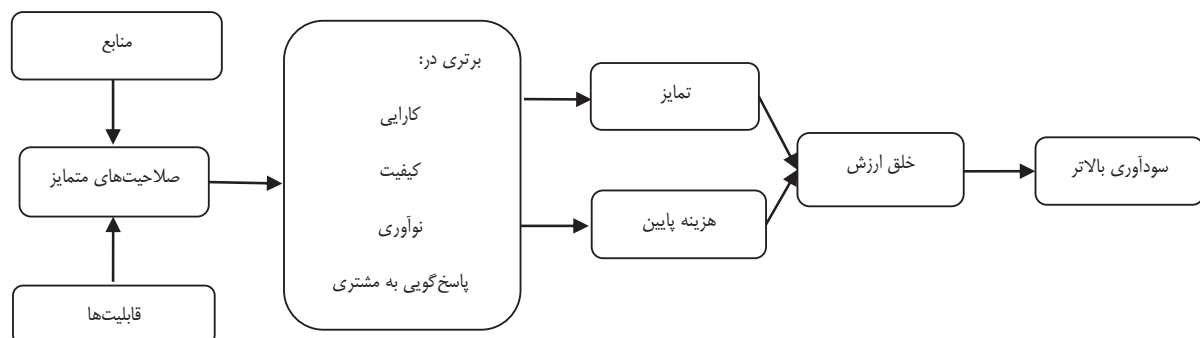 منابع
صلاحیت‌های متمایز
قابلیت‌ها
برتری در:
کارایی
کیفیت
نوآوری
پاسخ‌گویی به مشتری
تمایز
هزینه پایین
خلق ارزش
سودآوری بالاتر